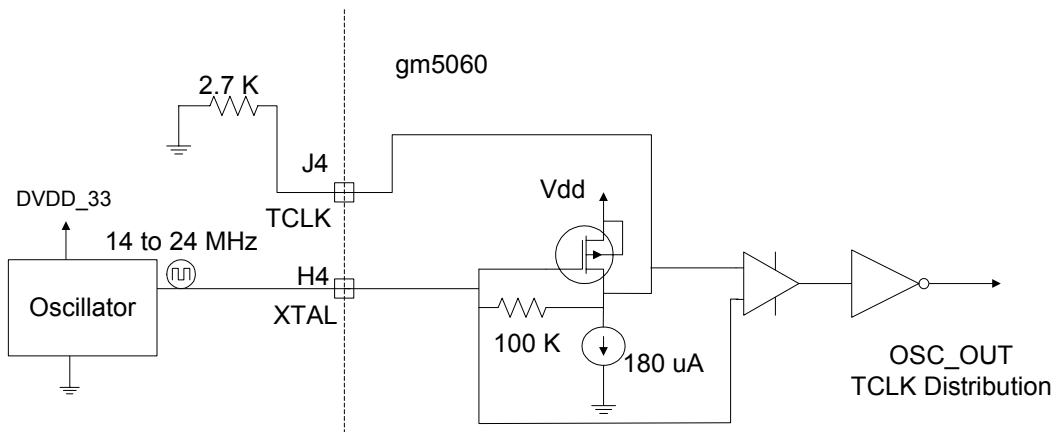 gm5060
2.7 K
J4
TCLK
DVDD_33
14 to 24 MHz
Oscillator
H4
XTAL
Vdd
100 K
180 uA
OSC_OUT
TCLK Distribution